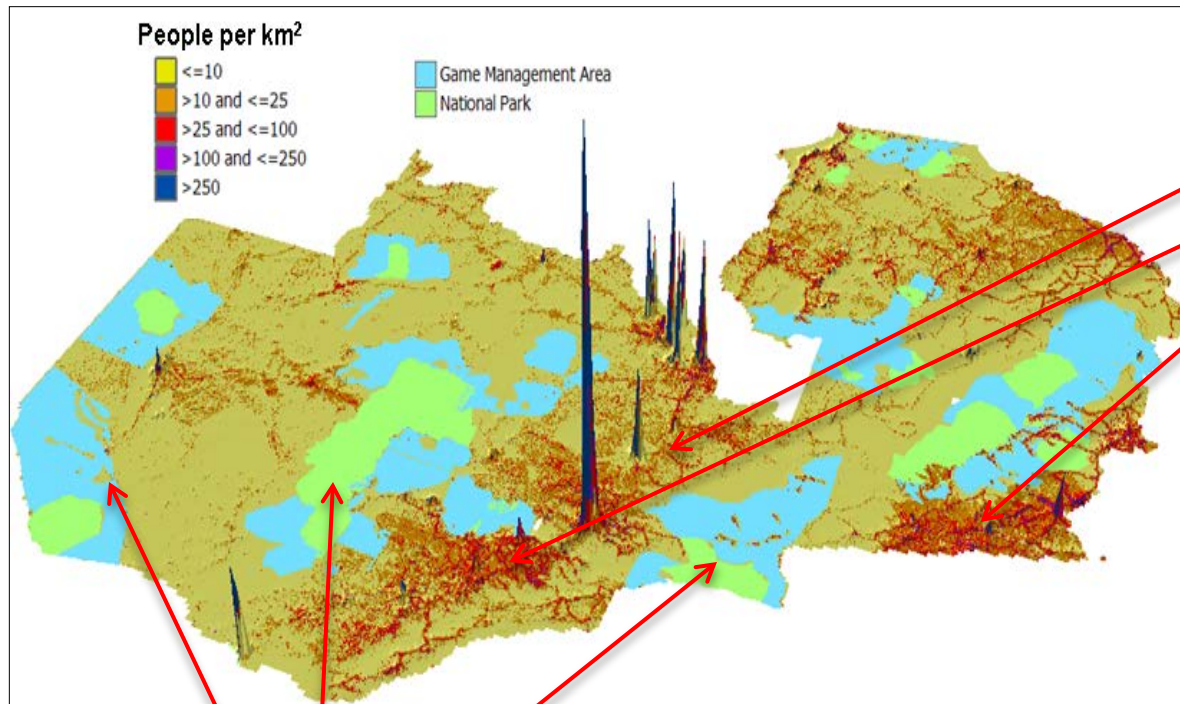 People per km²
<=10
>10 and <=25
>25 and <=100
>100 and <=250
>250
Game Management Area
National Park